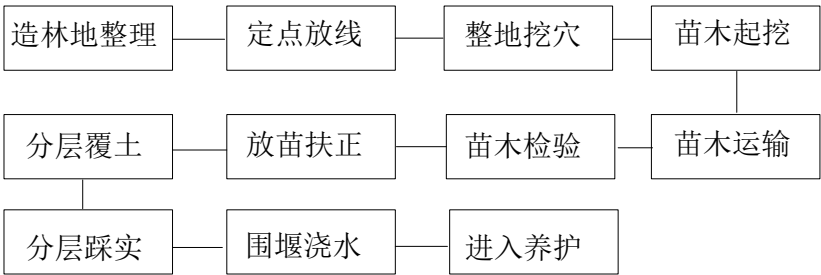 造林地整理 定点放线 整地挖穴 苗木起挖
分层覆土 放苗扶正 苗木检验 苗木运输
分层踩实 围堰浇水 进入养护